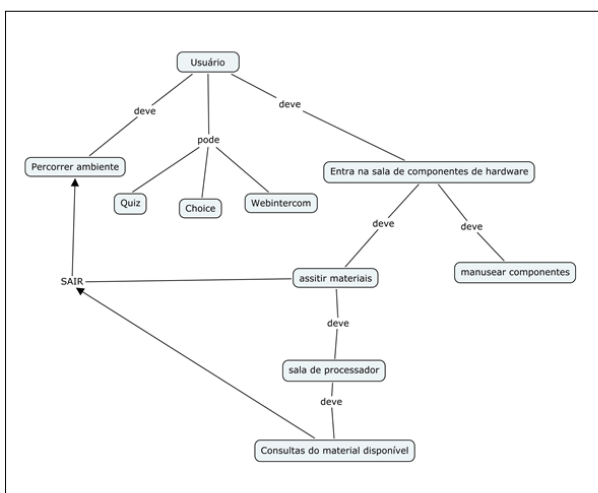 Usuário
deve
deve
pode
Percorrer ambiente
Entra na sala de componentes de hardware
Quiz
Choice
Webintercom
deve
deve
SAIR
assitir materiais
manusear componentes
deve
sala de processador
deve
Consultas do material disponível